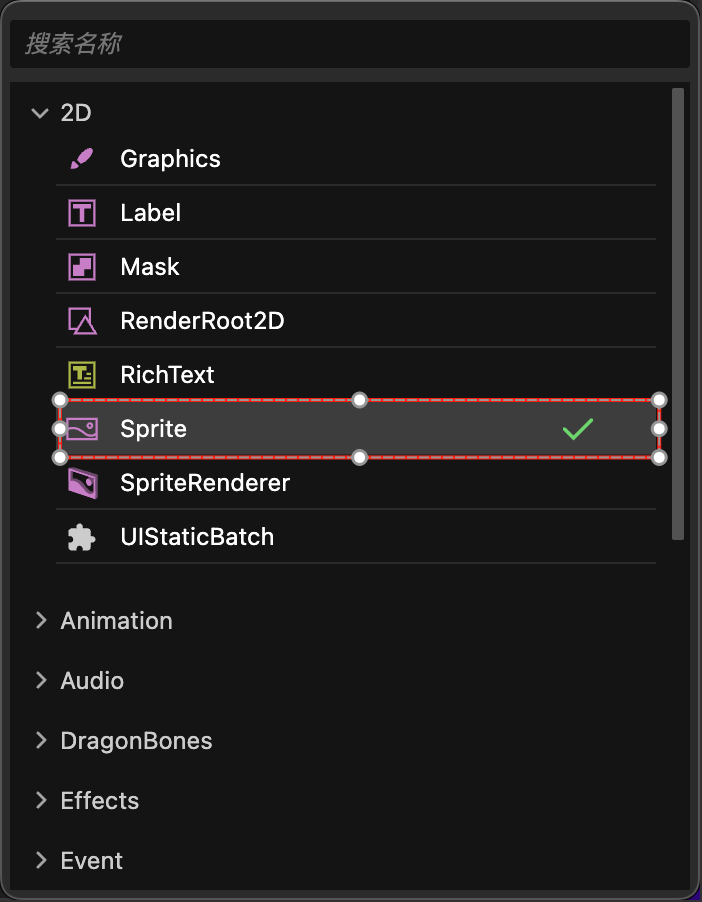 搜索名称
2D
Graphics
Label
Mask
RenderRoot2D
RichText
Sprite
SpriteRenderer
UIStaticBatch
Animation
Audio
DragonBones
Effects
Event